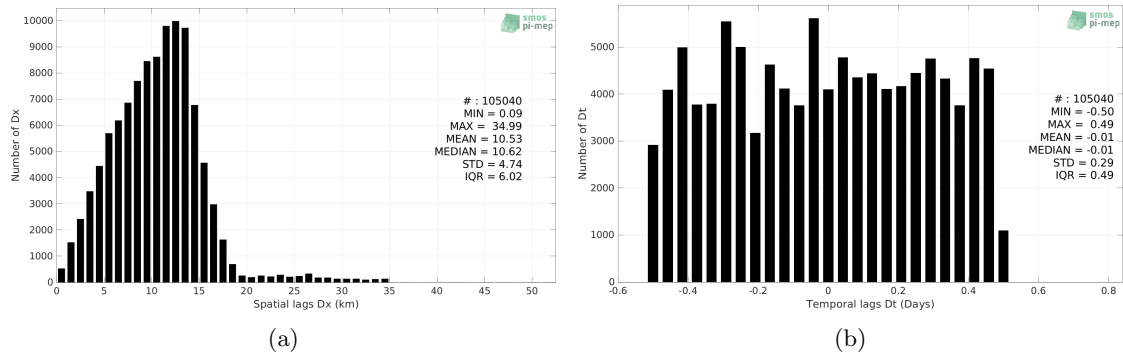 10000
9000
8000
7000
6000
5000
4000
3000
2000
1000
0
Number of Dx
smos
pi-mep
# : 105040
MIN = 0.09
MAX = 34.99
MEAN = 10.53
MEDIAN = 10.62
STD = 4.74
IQR = 6.02
0 5 10 15 20 25 30 35 40 45 50
Spatial lags Dx (km)
(a)
5000
4000
3000
2000
1000
0
Number of Dt
smos
pi-mep
# : 105040
MIN = -0.50
MAX = 0.49
MEAN = -0.01
MEDIAN = -0.01
STD = 0.29
IQR = 0.49
-0.6 -0.4 -0.2 0 0.2 0.4 0.6 0.8
Temporal lags Dt (Days)
(b)